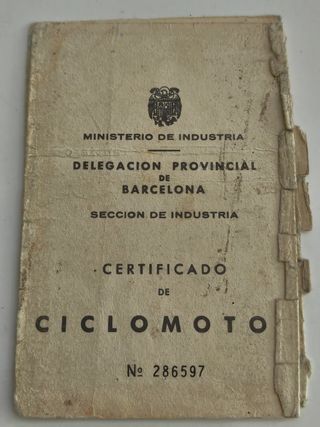 MINISTERIO DE INDUSTRIA
DELEGACION PROVINCIAL
DE
BARCELONA
SECCION DE INDUSTRIA
CERTIFICADO
DE
CICLOMOTO
Nº 286597